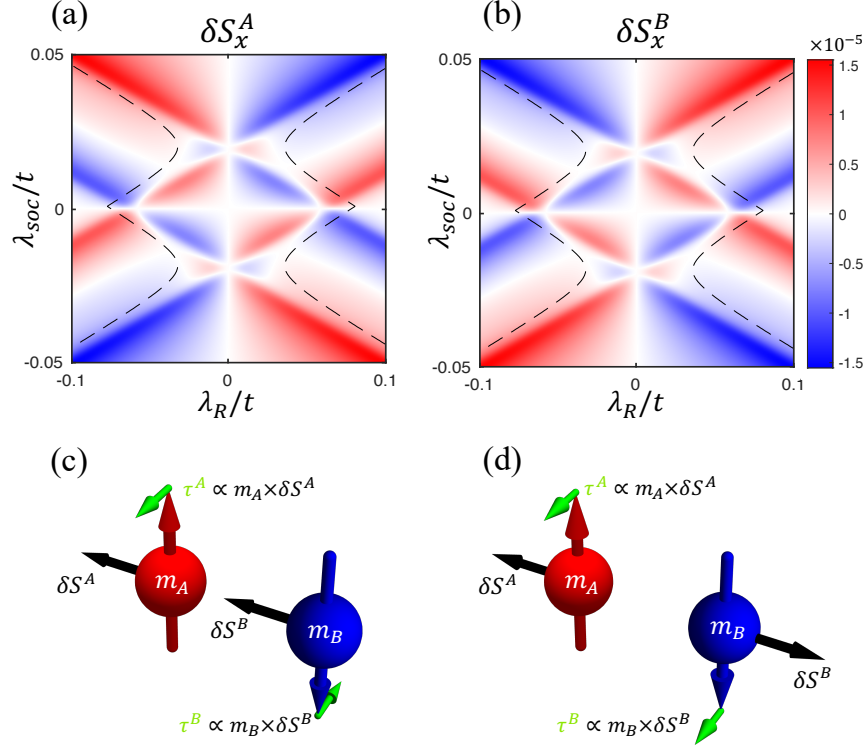 (a)
δS_x^A
(b)
δS_x^B
×10⁻⁵
0.05
0
-0.05
λ_soc/t
-0.1
0
0.1
λ_R/t
0.05
0
-0.05
λ_soc/t
-0.1
0
0.1
λ_R/t
1.5
1
0.5
0
-0.5
-1
-1.5
(c)
τ^A ∝ m_A×δS^A
m_A
δS^A
δS^B
m_B
τ^B ∝ m_B×δS^B
(d)
τ^A ∝ m_A×δS^A
m_A
δS^A
m_B
δS^B
τ^B ∝ m_B×δS^B